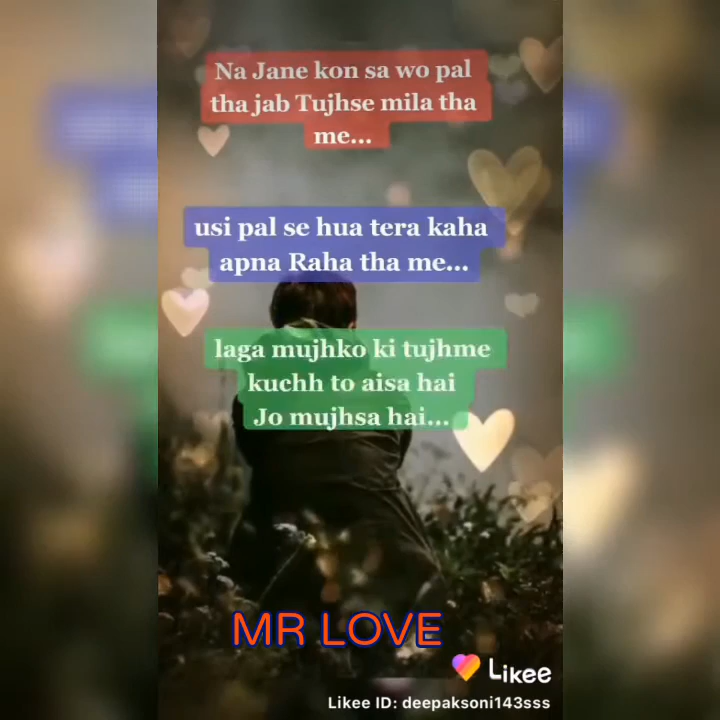 Na Jane kon sa wo pal
tha jab Tujhse mila tha
me...
usi pal se hua tera kaha
apna Raha tha me...
laga mujhko ki tujhme
kuchh to aisa hai
Jo mujhsa hai...
MR LOVE
Likee
Likee ID: deepaksoni143sss